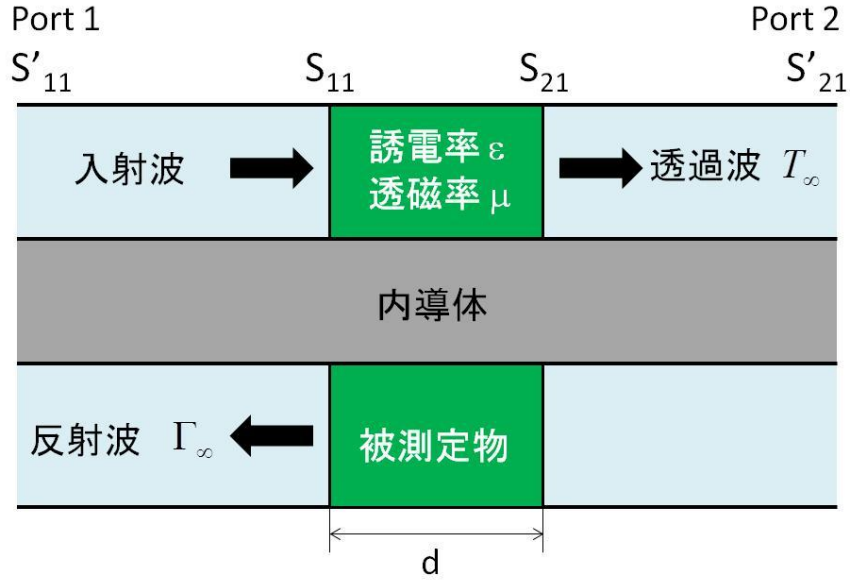 Port 1
Port 2
S’11
S11
S21
S’21
入射波
誘電率 ε
透磁率 μ
透過波 T∞
内導体
反射波 Γ∞
被測定物
d